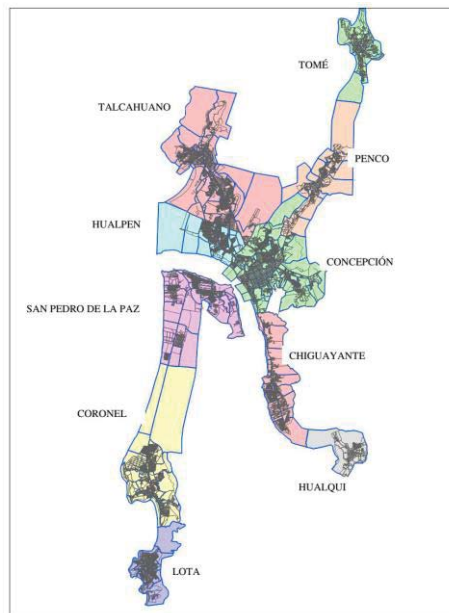 TOMÉ
TALCAHUANO
PENCO
HUALPEN
CONCEPCIÓN
SAN PEDRO DE LA PAZ
CHIGUAYANTE
CORONEL
HUALQUI
LOTA